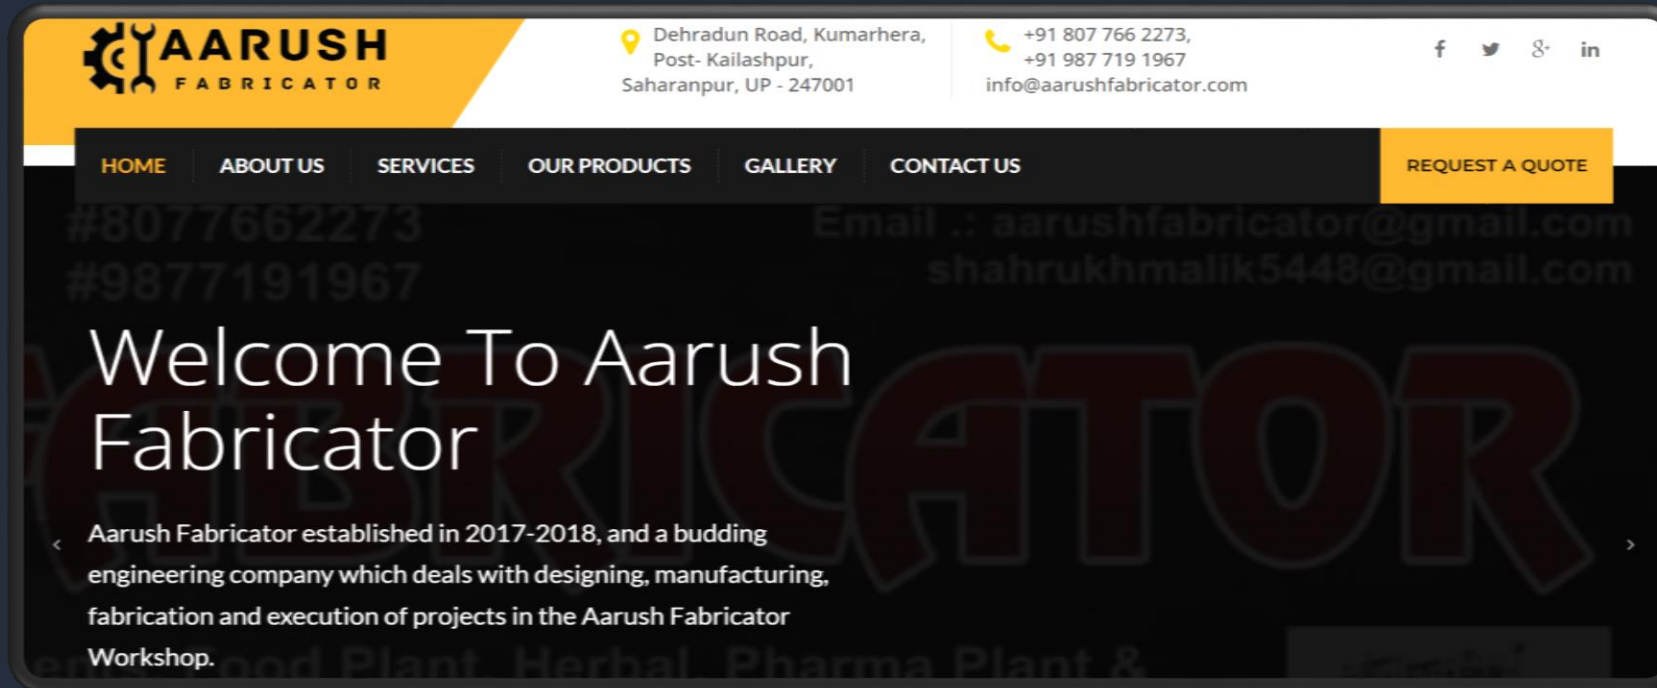 AARUSH
FABRICATOR
Dehradun Road, Kumarhera,
Post- Kailashpur,
Saharanpur, UP - 247001
+91 807 766 2273,
+91 987 719 1967
info@aarushfabricator.com
HOME ABOUT US SERVICES OUR PRODUCTS GALLERY CONTACT US REQUEST A QUOTE
#8077662273
#9877191967
Email .: aarushfabricator@gmail.com
shahrukhmalik5448@gmail.com
Welcome To Aarush
Fabricator
FABRICATOR
Aarush Fabricator established in 2017-2018, and a budding
engineering company which deals with designing, manufacturing,
fabrication and execution of projects in the Aarush Fabricator
Workshop.
Food Plant, Herbal, Pharma Plant &